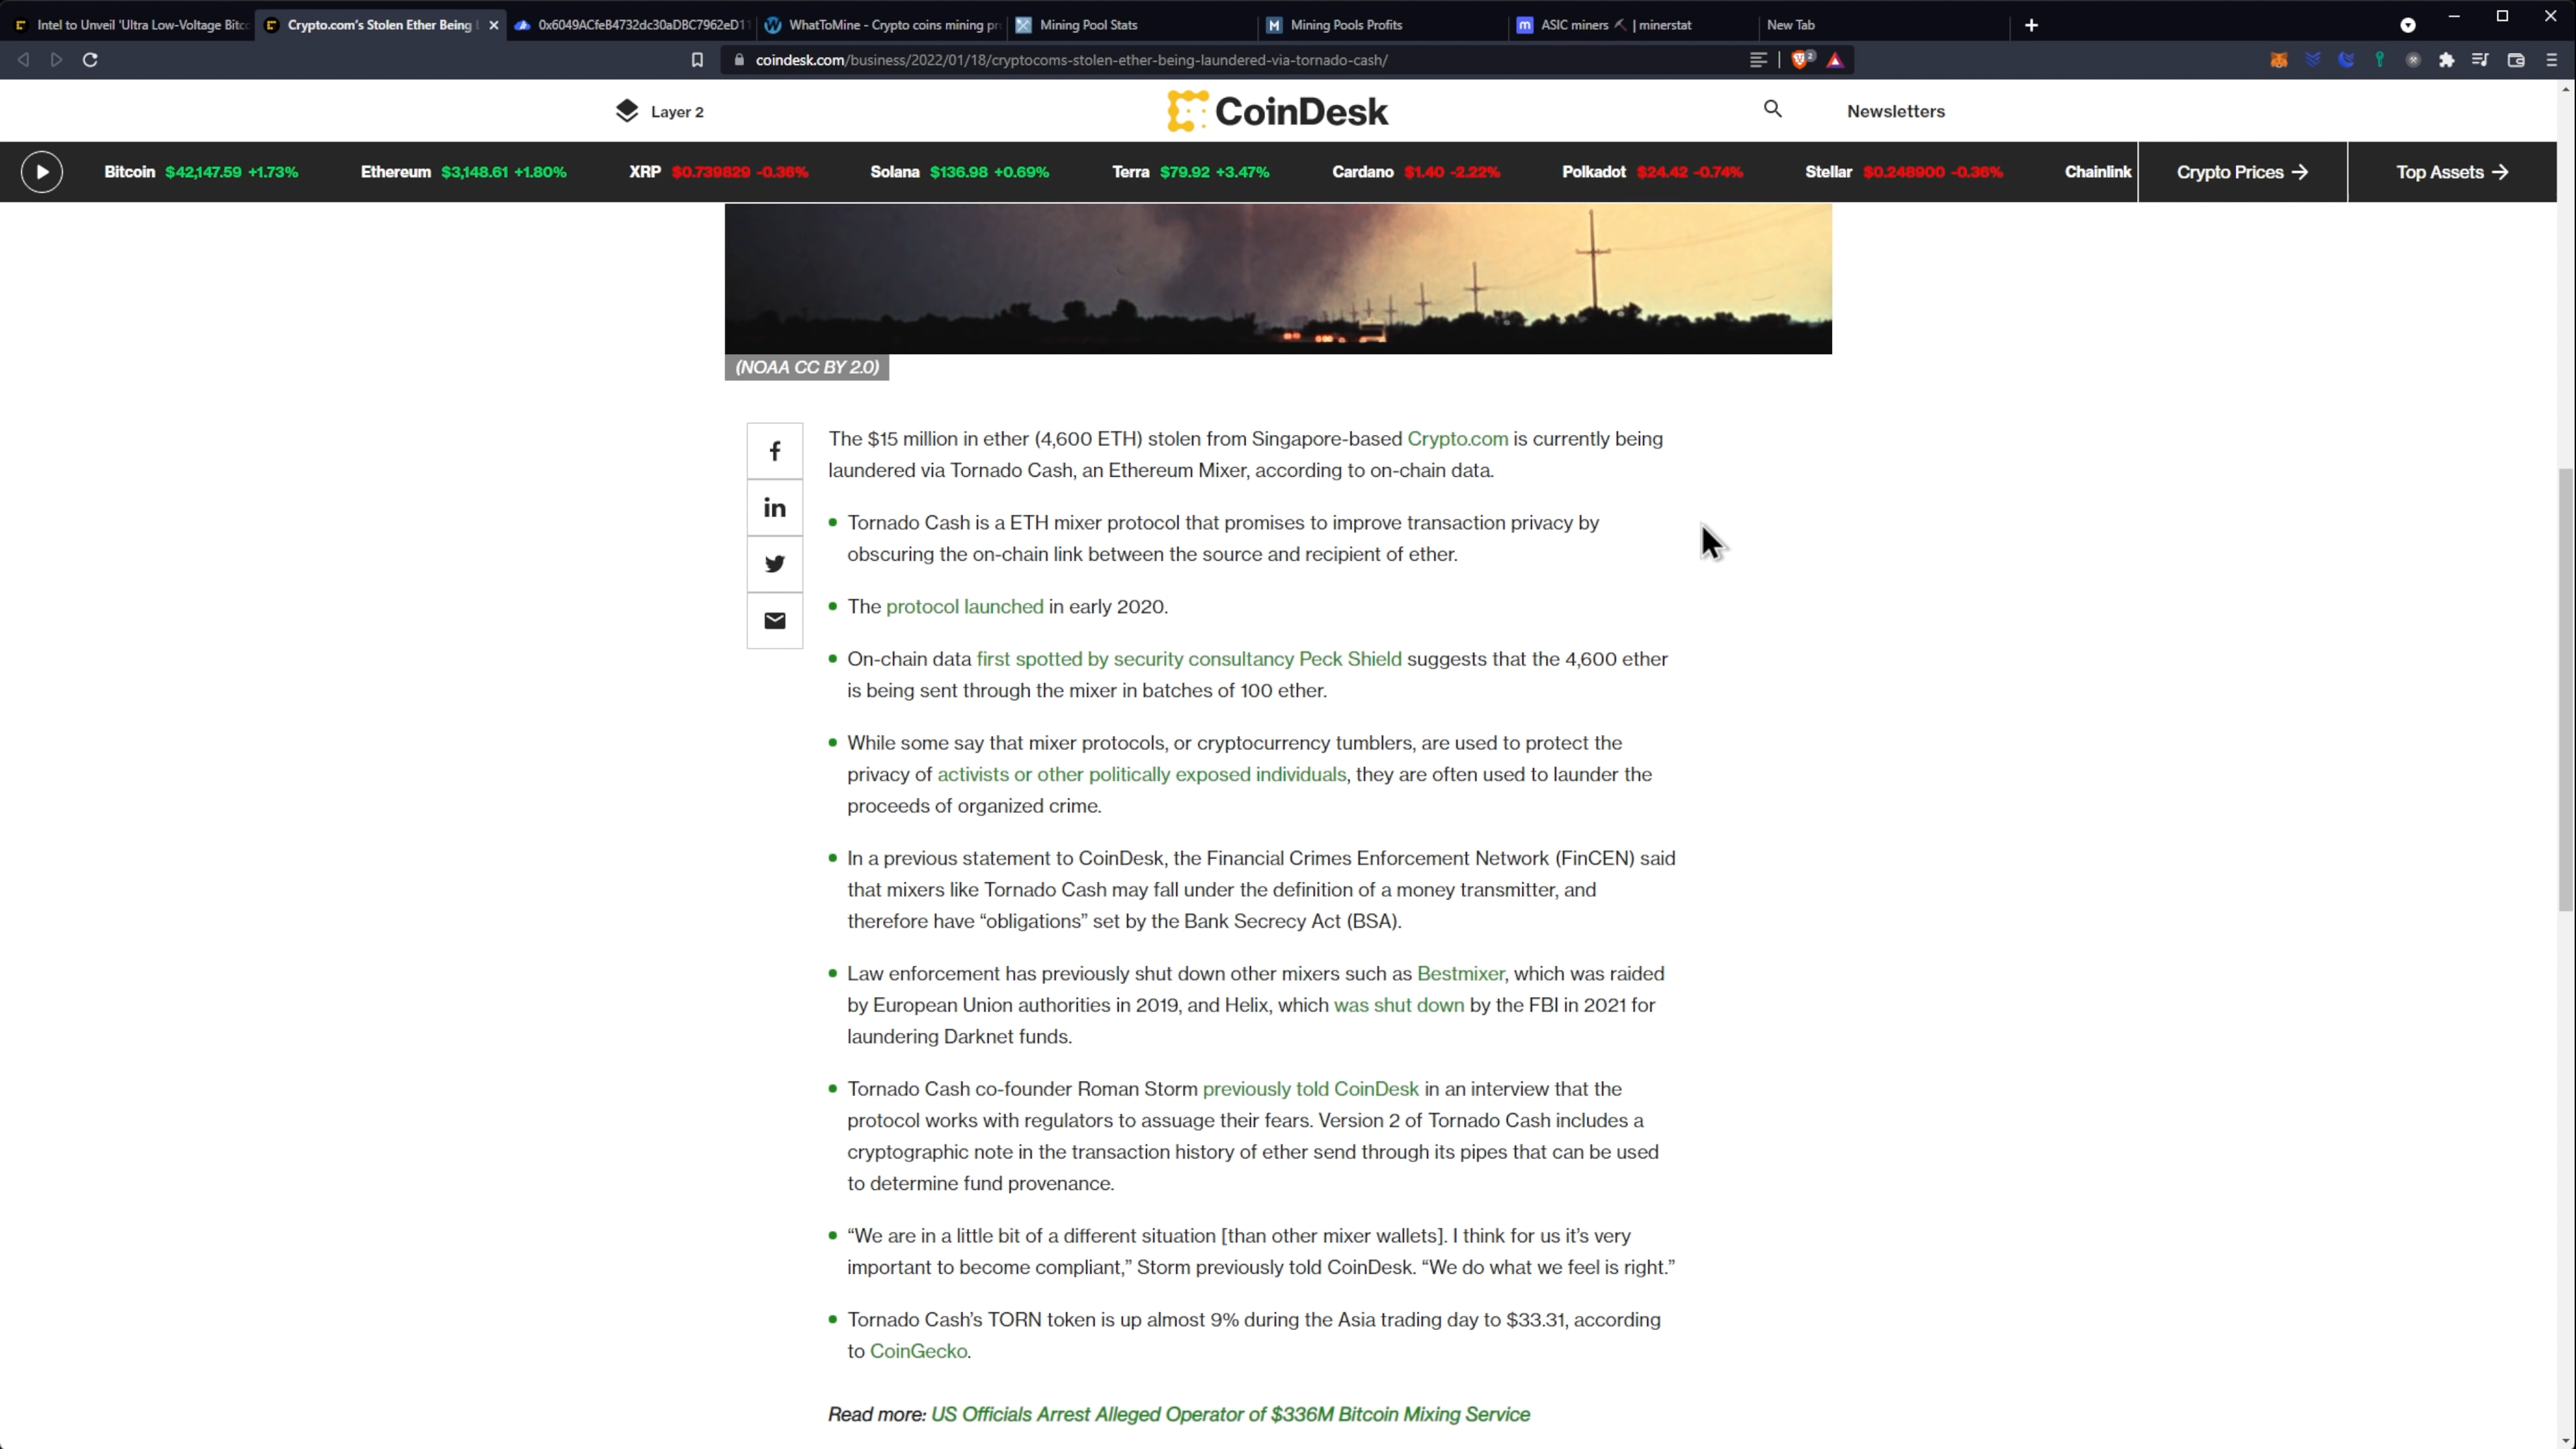 Intel to Unveil 'Ultra Low-Voltage Bitc
Crypto.com's Stolen Ether Being
0x6049ACfeB4732dc30aDBC7962eD11
WhatToMine - Crypto coins mining pr
Mining Pool Stats
Mining Pools Profits
ASIC miners ⛏ | minerstat
New Tab
coindesk.com/business/2022/01/18/cryptocoms-stolen-ether-being-laundered-via-tornado-cash/
2
Layer 2
CoinDesk
Newsletters
Bitcoin $42,147.59 +1.73% Ethereum $3,148.61 +1.80% XRP $0.739829 -0.36% Solana $136.98 +0.69% Terra $79.92 +3.47% Cardano $1.40 -2.22% Polkadot $24.42 -0.74% Stellar $0.248900 -0.36% Chainlink Crypto Prices → Top Assets →
(NOAA CC BY 2.0)
The $15 million in ether (4,600 ETH) stolen from Singapore-based Crypto.com is currently being
laundered via Tornado Cash, an Ethereum Mixer, according to on-chain data.
Tornado Cash is a ETH mixer protocol that promises to improve transaction privacy by
obscuring the on-chain link between the source and recipient of ether.
The protocol launched in early 2020.
On-chain data first spotted by security consultancy Peck Shield suggests that the 4,600 ether
is being sent through the mixer in batches of 100 ether.
While some say that mixer protocols, or cryptocurrency tumblers, are used to protect the
privacy of activists or other politically exposed individuals, they are often used to launder the
proceeds of organized crime.
In a previous statement to CoinDesk, the Financial Crimes Enforcement Network (FinCEN) said
that mixers like Tornado Cash may fall under the definition of a money transmitter, and
therefore have “obligations” set by the Bank Secrecy Act (BSA).
Law enforcement has previously shut down other mixers such as Bestmixer, which was raided
by European Union authorities in 2019, and Helix, which was shut down by the FBI in 2021 for
laundering Darknet funds.
Tornado Cash co-founder Roman Storm previously told CoinDesk in an interview that the
protocol works with regulators to assuage their fears. Version 2 of Tornado Cash includes a
cryptographic note in the transaction history of ether send through its pipes that can be used
to determine fund provenance.
“We are in a little bit of a different situation [than other mixer wallets]. I think for us it’s very
important to become compliant,” Storm previously told CoinDesk. “We do what we feel is right.”
Tornado Cash’s TORN token is up almost 9% during the Asia trading day to $33.31, according
to CoinGecko.
Read more: US Officials Arrest Alleged Operator of $336M Bitcoin Mixing Service